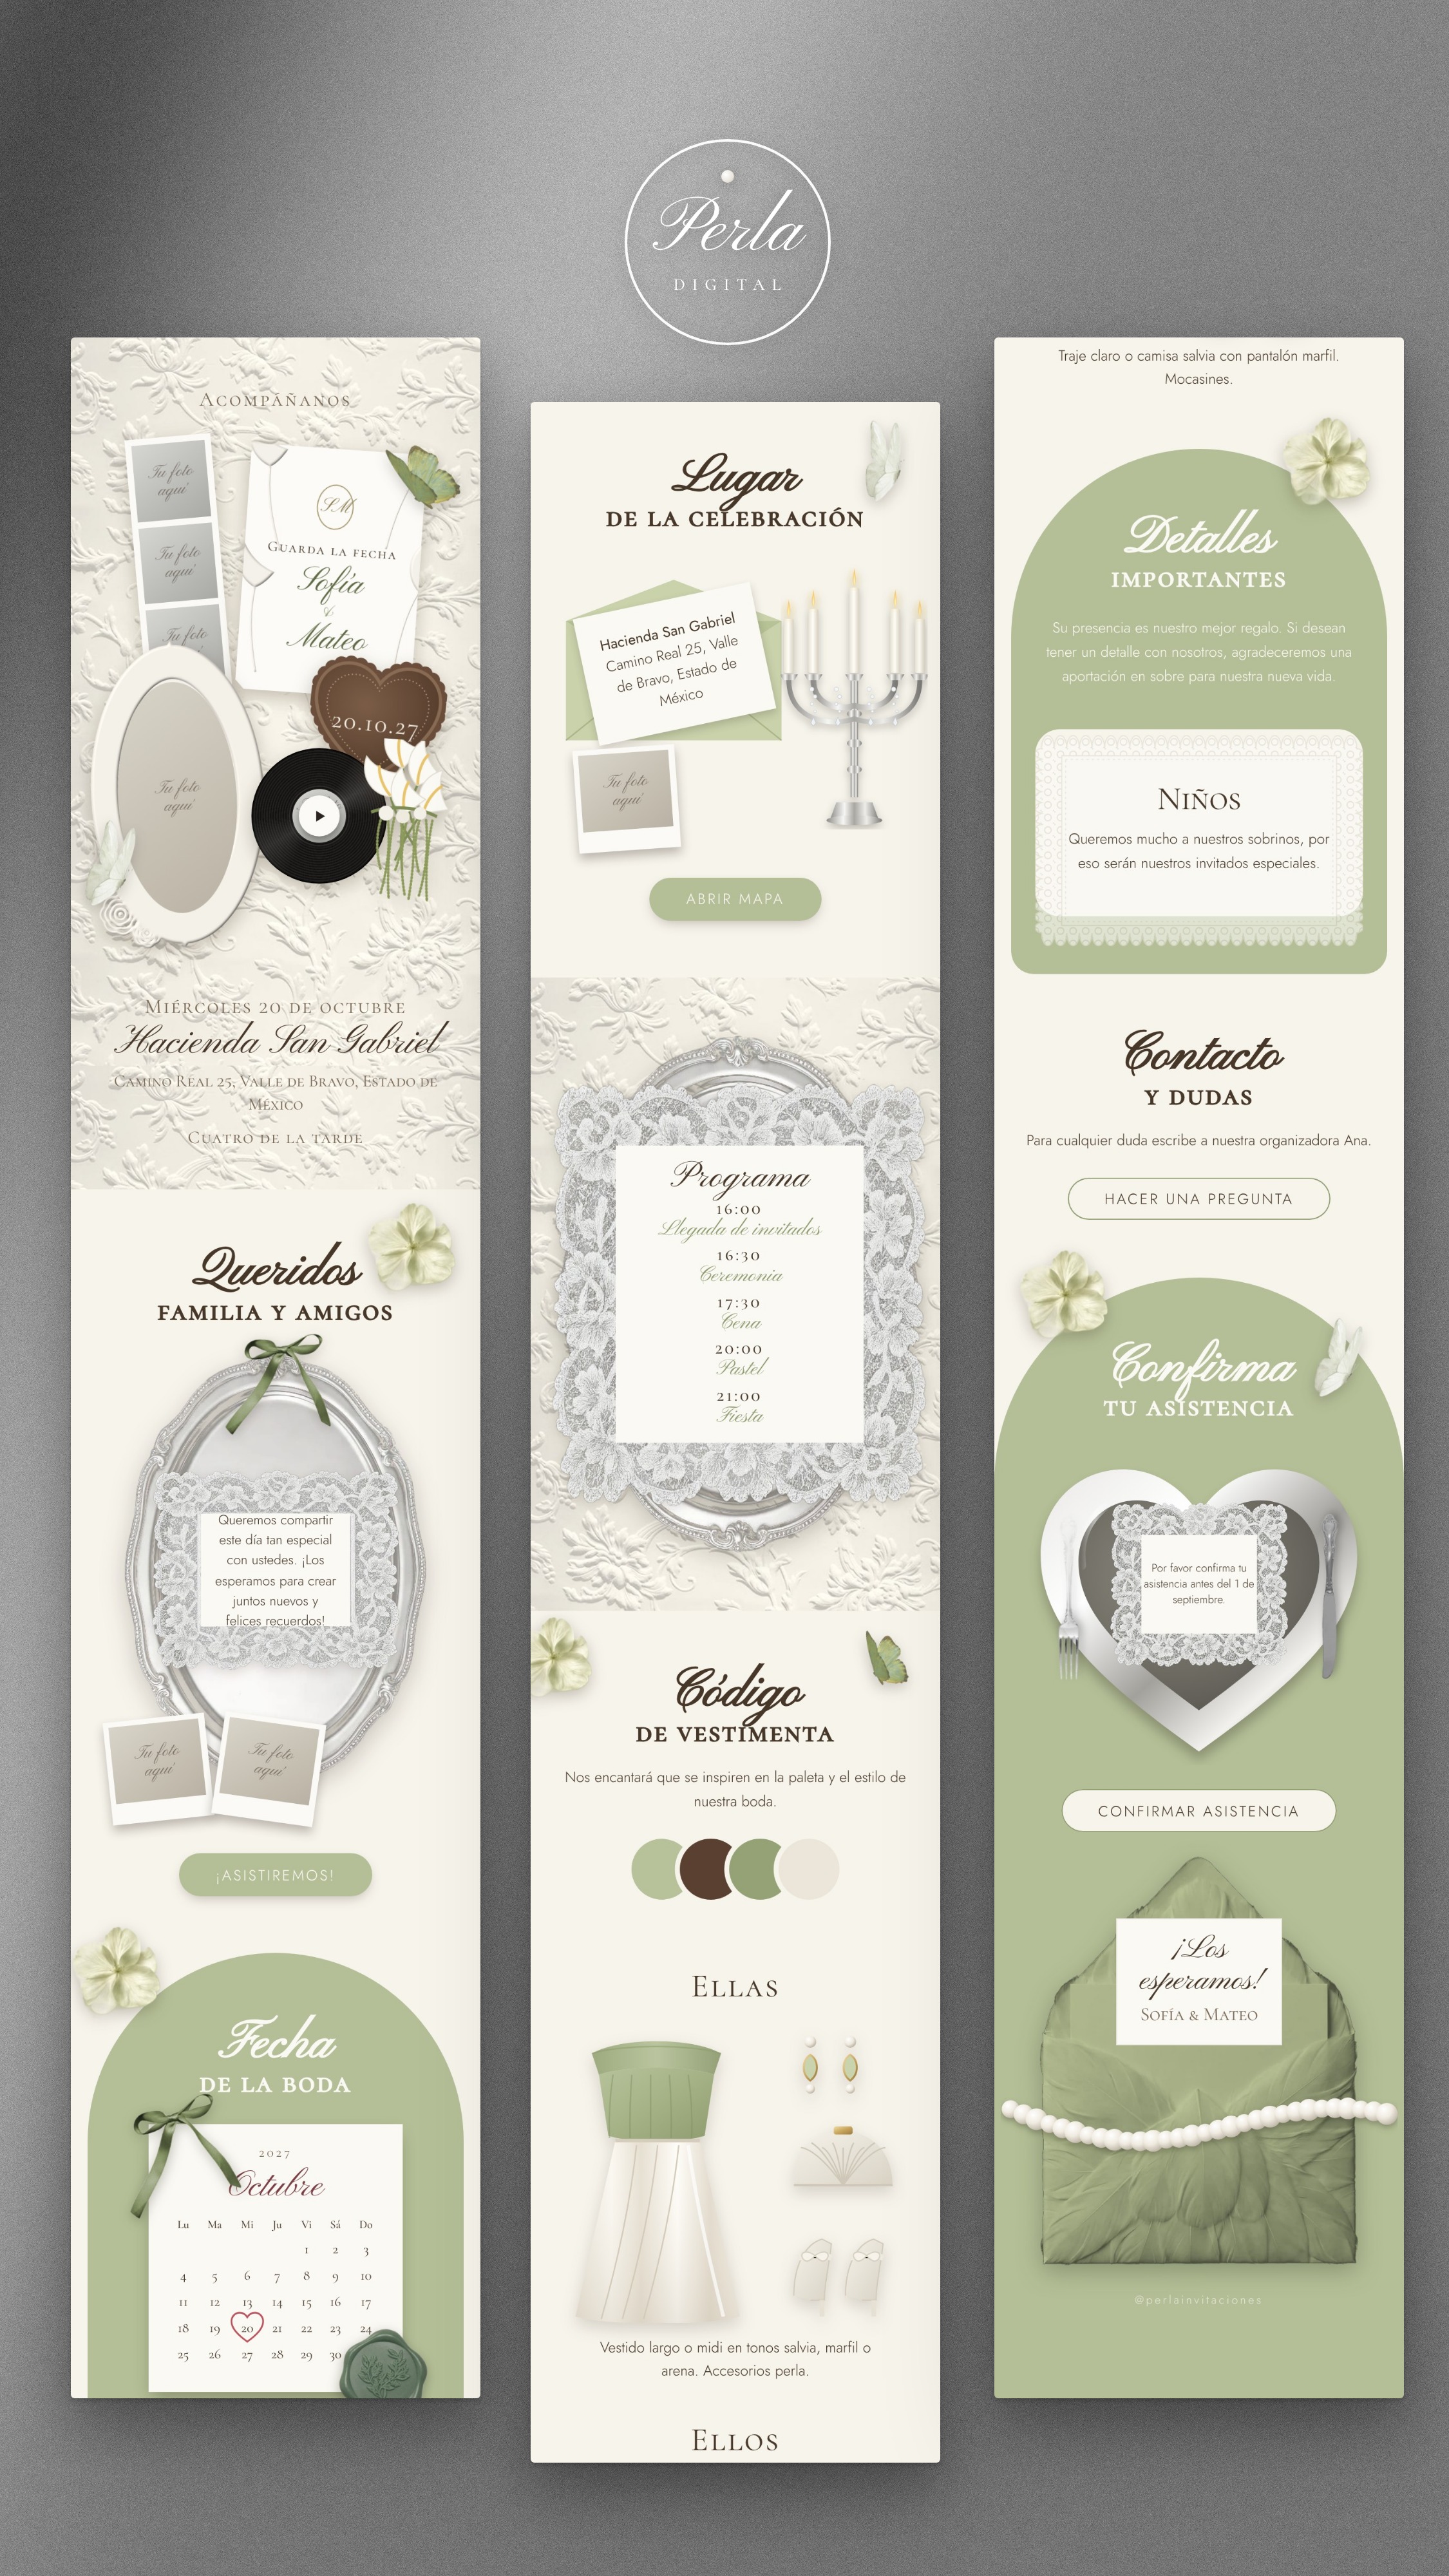 Perla
DIGITAL
Acompáñanos
Tu foto
aquí
Tu foto
aquí
Tu foto
SM
Guarda la fecha
Sofía
&
Mateo
20.10.27
Tu foto
aquí
Miércoles 20 de octubre
Hacienda San Gabriel
Camino Real 25, Valle de Bravo, Estado de
México
Cuatro de la tarde
Queridos
FAMILIA Y AMIGOS
Queremos compartir
este día tan especial
con ustedes. ¡Los
esperamos para crear
juntos nuevos y
felices recuerdos!
Tu foto
aquí
Tu foto
aquí
¡ASISTIREMOS!
Fecha
DE LA BODA
2027
Octubre
Lu Ma Mi Ju Vi Sá Do
1 2 3
4 5 6 7 8 9 10
11 12 13 14 15 16 17
18 19 20 21 22 23 24
25 26 27 28 29 30
Lugar
DE LA CELEBRACIÓN
Hacienda San Gabriel
Camino Real 25, Valle
de Bravo, Estado de
México
Tu foto
aquí
ABRIR MAPA
Programa
16:00
Llegada de invitados
16:30
Ceremonia
17:30
Cena
20:00
Pastel
21:00
Fiesta
Código
DE VESTIMENTA
Nos encantará que se inspiren en la paleta y el estilo de
nuestra boda.
Ellas
Vestido largo o midi en tonos salvia, marfil o
arena. Accesorios perla.
Ellos
Traje claro o camisa salvia con pantalón marfil.
Mocasines.
Detalles
IMPORTANTES
Su presencia es nuestro mejor regalo. Si desean
tener un detalle con nosotros, agradeceremos una
aportación en sobre para nuestra nueva vida.
Niños
Queremos mucho a nuestros sobrinos, por
eso serán nuestros invitados especiales.
Contacto
Y DUDAS
Para cualquier duda escribe a nuestra organizadora Ana.
HACER UNA PREGUNTA
Confirma
TU ASISTENCIA
Por favor confirma tu
asistencia antes del 1 de
septiembre.
CONFIRMAR ASISTENCIA
¡Los
esperamos!
Sofía & Mateo
@perlainvitaciones